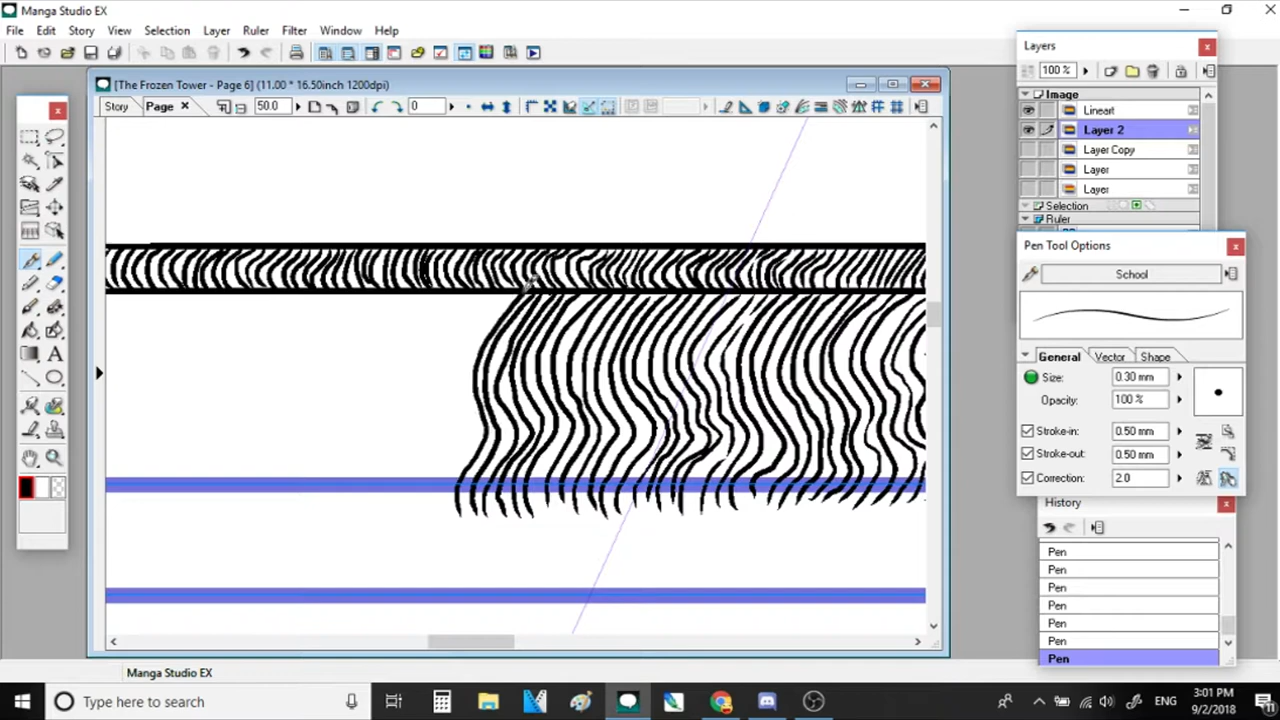 Manga Studio EX
File Edit Story View Selection Layer Ruler Filter Window Help
[The Frozen Tower - Page 6] (11.00 * 16.50inch 1200dpi)
Story Page 50.0 0
Layers
100 %
Image
Lineart
Layer 2
Layer Copy
Layer
Layer
Selection
Ruler
Pen Tool Options
School
General Vector Shape
Size: 0.30 mm
Opacity: 100 %
Stroke-in: 0.50 mm
Stroke-out: 0.50 mm
Correction: 2.0
History
Pen
Pen
Pen
Pen
Pen
Pen
Pen
Manga Studio EX
Type here to search
ENG
3:01 PM
9/2/2018